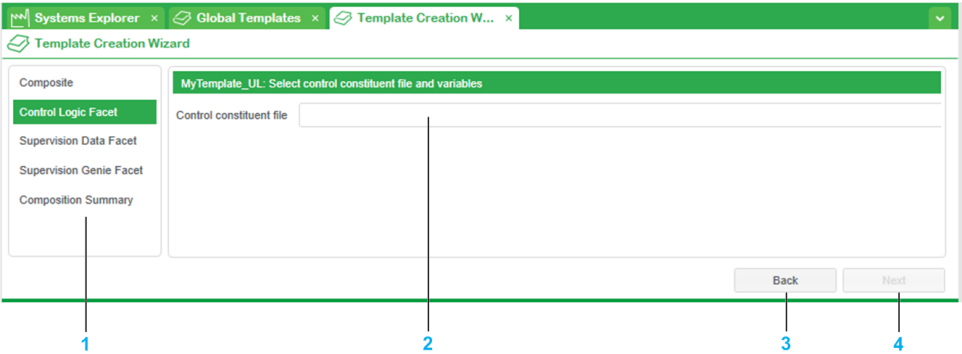 Systems Explorer × Global Templates × Template Creation W... ×
Template Creation Wizard
Composite
Control Logic Facet
Supervision Data Facet
Supervision Genie Facet
Composition Summary
MyTemplate_UL: Select control constituent file and variables
Control constituent file
Back Next
1 2 3 4